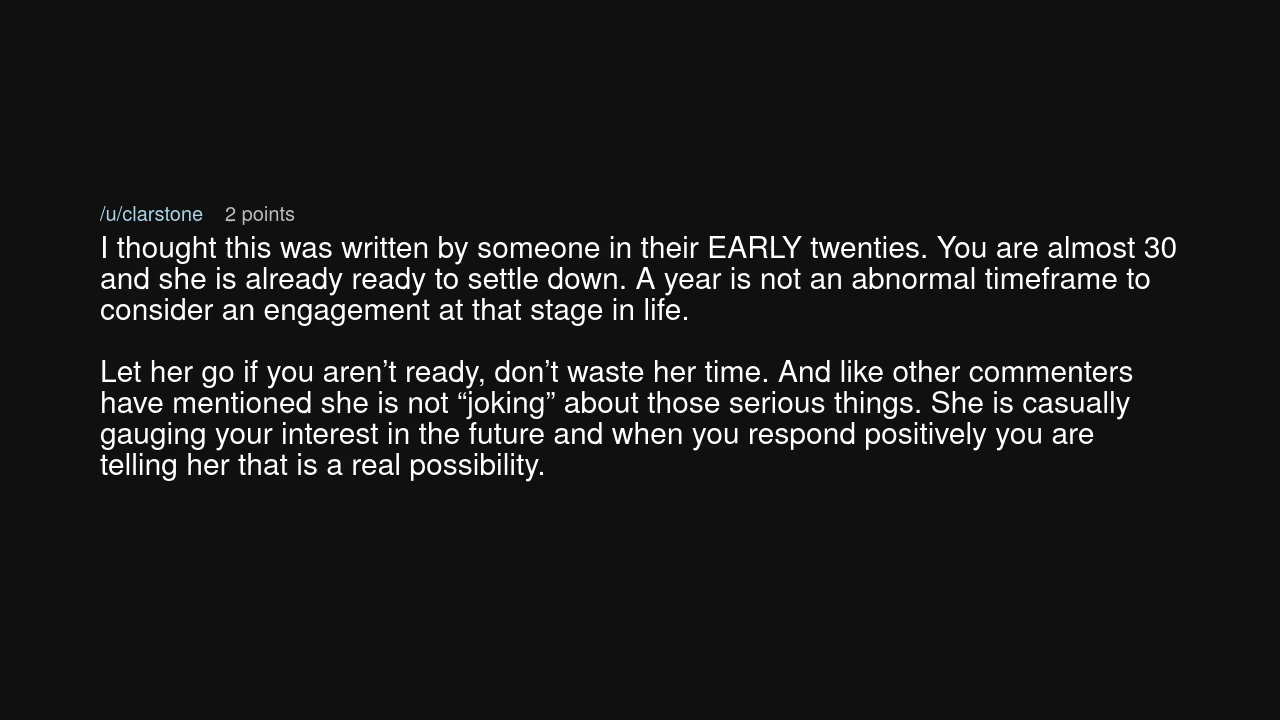 /u/clarstone 2 points
I thought this was written by someone in their EARLY twenties. You are almost 30
and she is already ready to settle down. A year is not an abnormal timeframe to
consider an engagement at that stage in life.
Let her go if you aren’t ready, don’t waste her time. And like other commenters
have mentioned she is not “joking” about those serious things. She is casually
gauging your interest in the future and when you respond positively you are
telling her that is a real possibility.